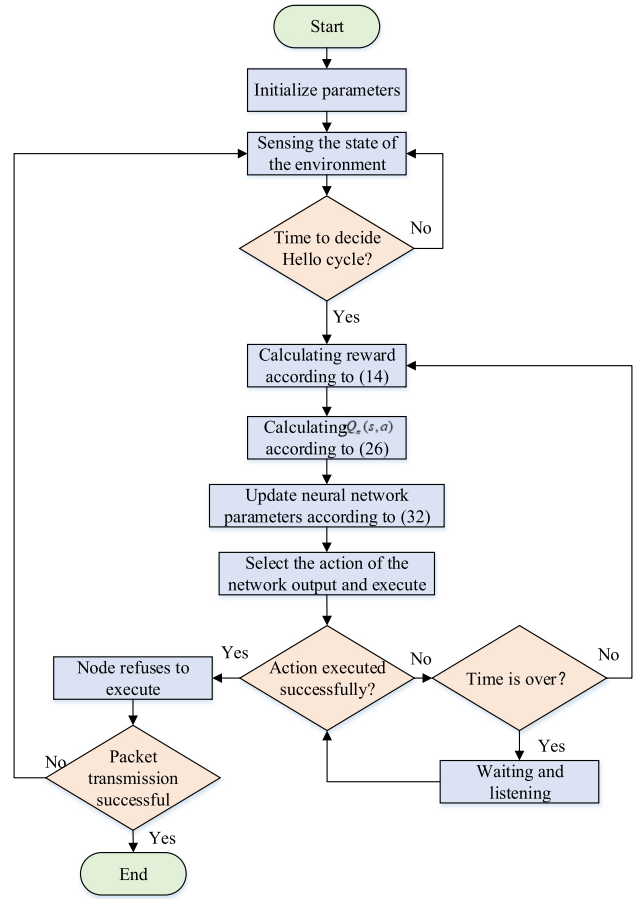 Start
Initialize parameters
Sensing the state of
the environment
Time to decide
Hello cycle?
No
Yes
Calculating reward
according to (14)
Calculating Qπ(s,a)
according to (26)
Update neural network
parameters according to (32)
Select the action of the
network output and execute
Action executed
successfully?
Yes
No
Time is over?
No
Yes
Waiting and
listening
Node refuses to
execute
Packet
transmission
successful
No
Yes
End